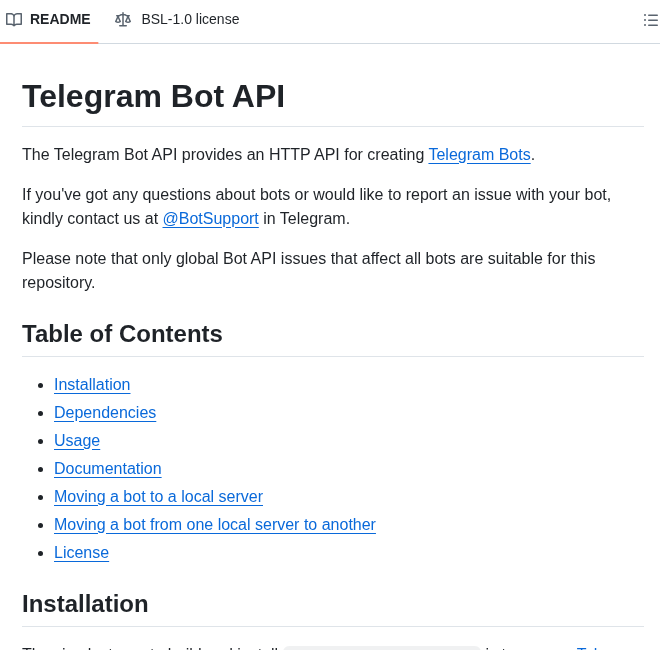 README
BSL-1.0 license
Telegram Bot API
The Telegram Bot API provides an HTTP API for creating Telegram Bots.
If you've got any questions about bots or would like to report an issue with your bot,
kindly contact us at @BotSupport in Telegram.
Please note that only global Bot API issues that affect all bots are suitable for this
repository.
Table of Contents
Installation
Dependencies
Usage
Documentation
Moving a bot to a local server
Moving a bot from one local server to another
License
Installation